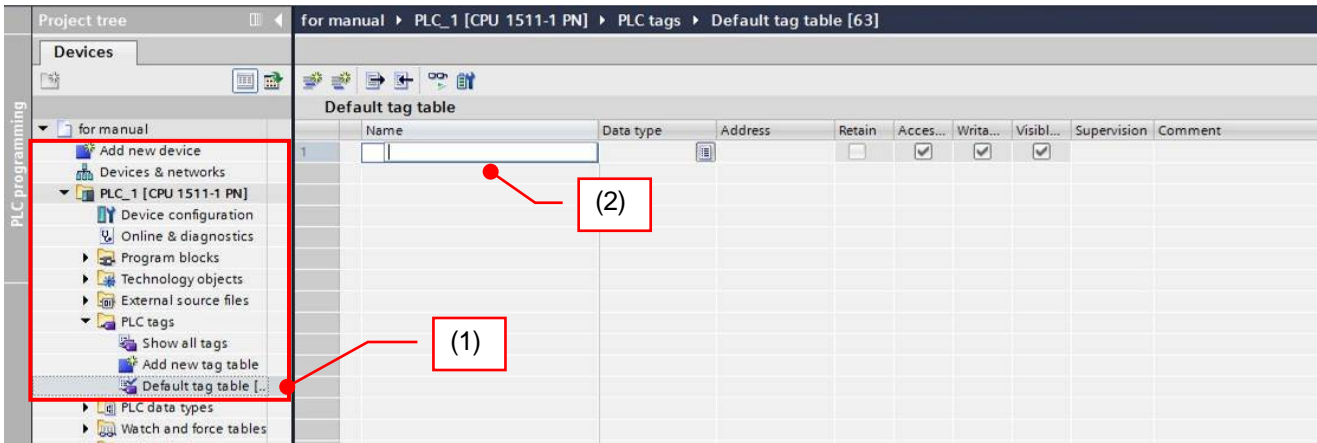 Project tree
for manual ▸ PLC_1 [CPU 1511-1 PN] ▸ PLC tags ▸ Default tag table [63]
Devices
Default tag table
PLC programming
Name Data type Address Retain Acces... Writa... Visibl... Supervision Comment
1
for manual
Add new device
Devices & networks
PLC_1 [CPU 1511-1 PN]
Device configuration
Online & diagnostics
Program blocks
Technology objects
External source files
PLC tags
Show all tags
Add new tag table
Default tag table [..
PLC data types
Watch and force tables
(2)
(1)